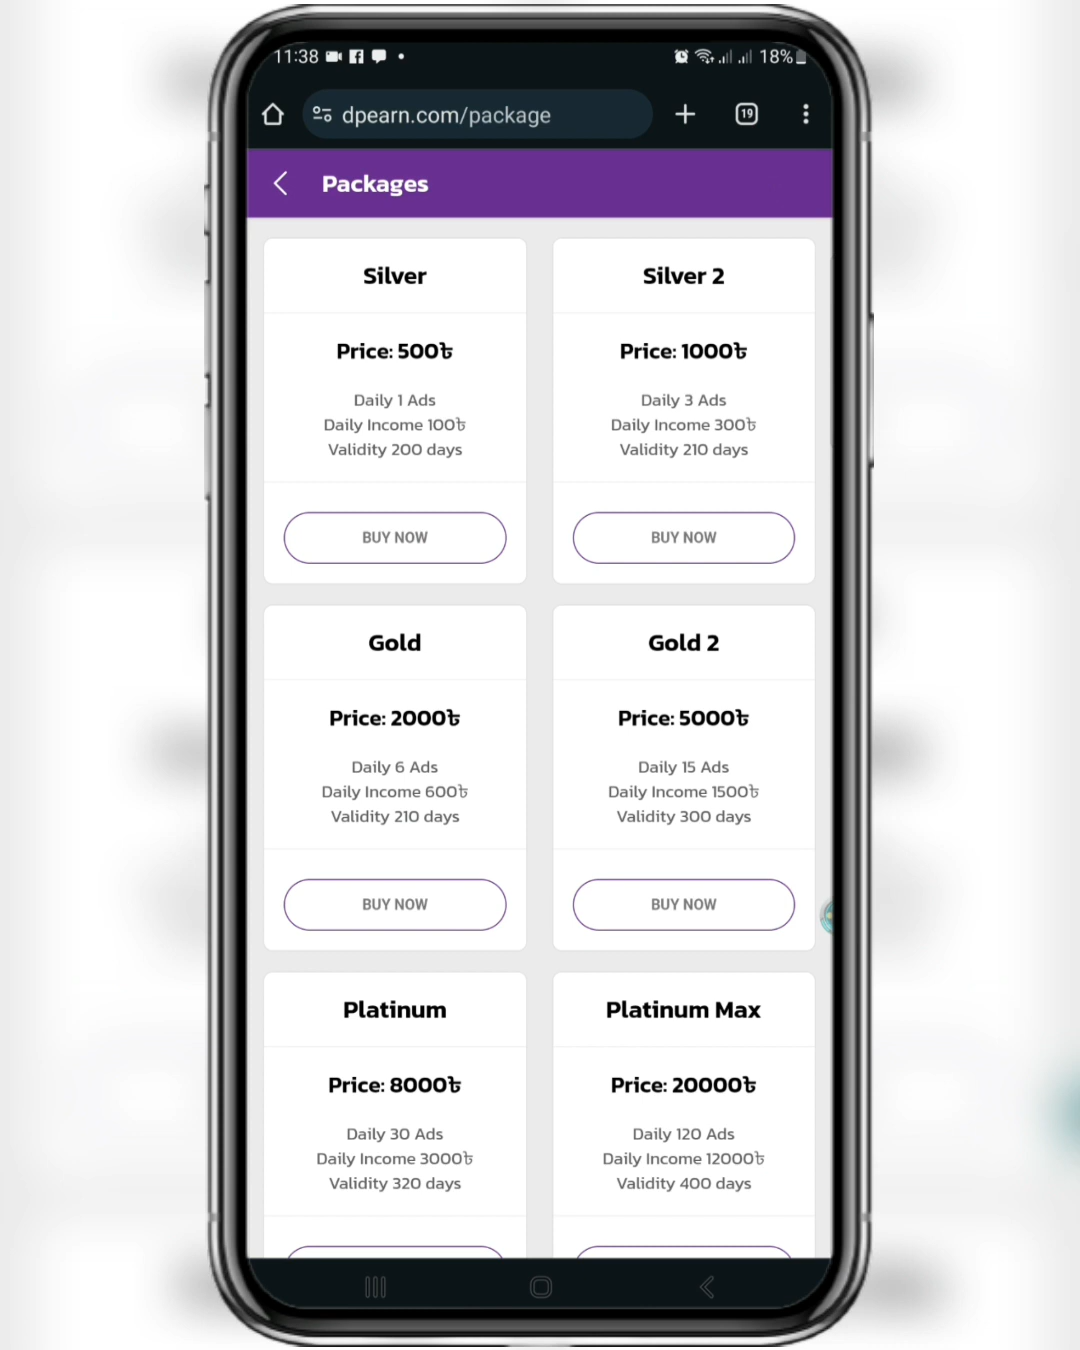 11:38
18%
dpearn.com/package
19
Packages
Silver
Price: 500৳
Daily 1 Ads
Daily Income 100৳
Validity 200 days
BUY NOW
Silver 2
Price: 1000৳
Daily 3 Ads
Daily Income 300৳
Validity 210 days
BUY NOW
Gold
Price: 2000৳
Daily 6 Ads
Daily Income 600৳
Validity 210 days
BUY NOW
Gold 2
Price: 5000৳
Daily 15 Ads
Daily Income 1500৳
Validity 300 days
BUY NOW
Platinum
Price: 8000৳
Daily 30 Ads
Daily Income 3000৳
Validity 320 days
Platinum Max
Price: 20000৳
Daily 120 Ads
Daily Income 12000৳
Validity 400 days